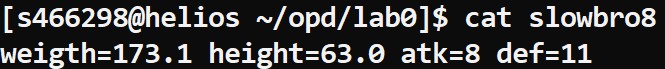 [s466298@helios ~/opd/lab0]$ cat slowbro8
weigth=173.1 height=63.0 atk=8 def=11